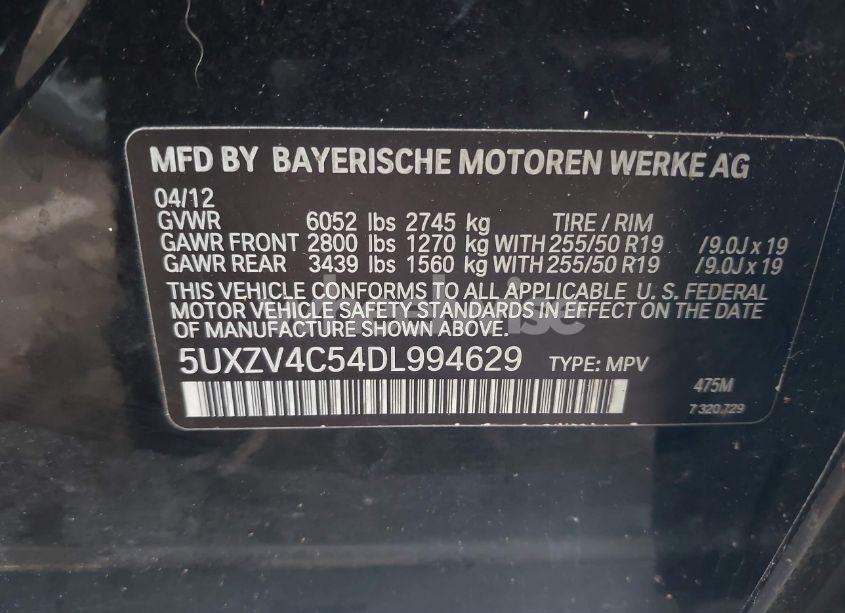 MFD BY BAYERISCHE MOTOREN WERKE AG
04/12
GVWR 6052 lbs 2745 kg TIRE / RIM
GAWR FRONT 2800 lbs 1270 kg WITH 255/50 R19 /9.0J x 19
GAWR REAR 3439 lbs 1560 kg WITH 255/50 R19 /9.0J x 19
THIS VEHICLE CONFORMS TO ALL APPLICABLE U. S. FEDERAL
MOTOR VEHICLE SAFETY STANDARDS IN EFFECT ON THE DATE
OF MANUFACTURE SHOWN ABOVE.
5UXZV4C54DL994629 TYPE: MPV
475M
7 320 729